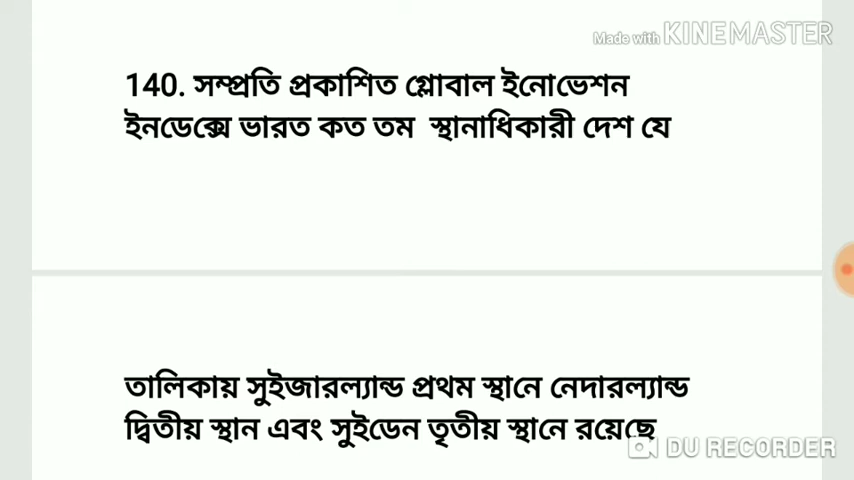 Made with KINEMASTER
140. সম্প্রতি প্রকাশিত গ্লোবাল ইনোভেশন
ইনডেক্সে ভারত কত তম স্থানাধিকারী দেশ যে
তালিকায় সুইজারল্যান্ড প্রথম স্থানে নেদারল্যান্ড
দ্বিতীয় স্থান এবং সুইডেন তৃতীয় স্থানে রয়েছে
DU RECORDER